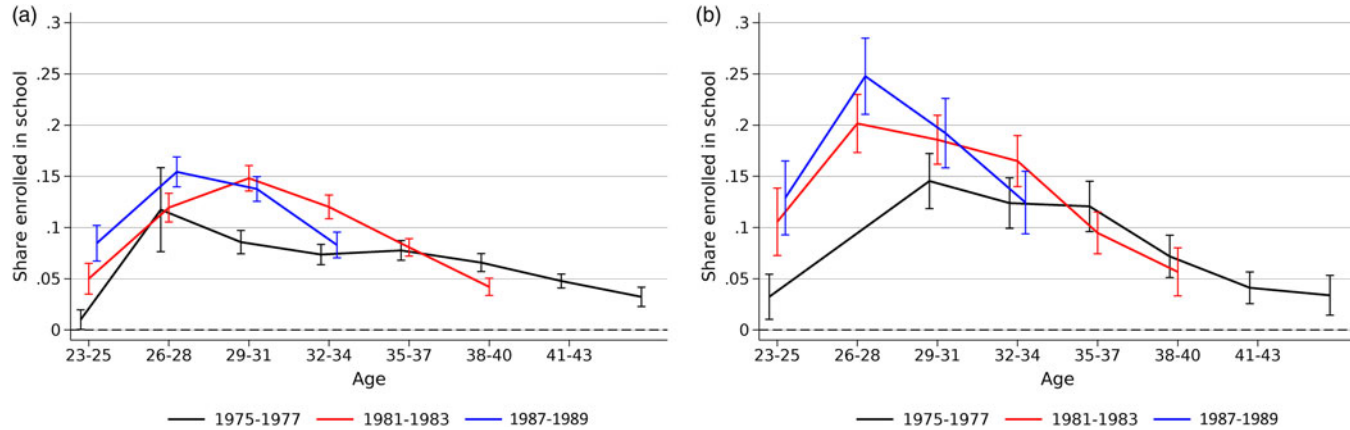 (a)
Share enrolled in school
.3
.25
.2
.15
.1
.05
0
23-25 26-28 29-31 32-34 35-37 38-40 41-43
Age
1975-1977 1981-1983 1987-1989
(b)
Share enrolled in school
.3
.25
.2
.15
.1
.05
0
23-25 26-28 29-31 32-34 35-37 38-40 41-43
Age
1975-1977 1981-1983 1987-1989